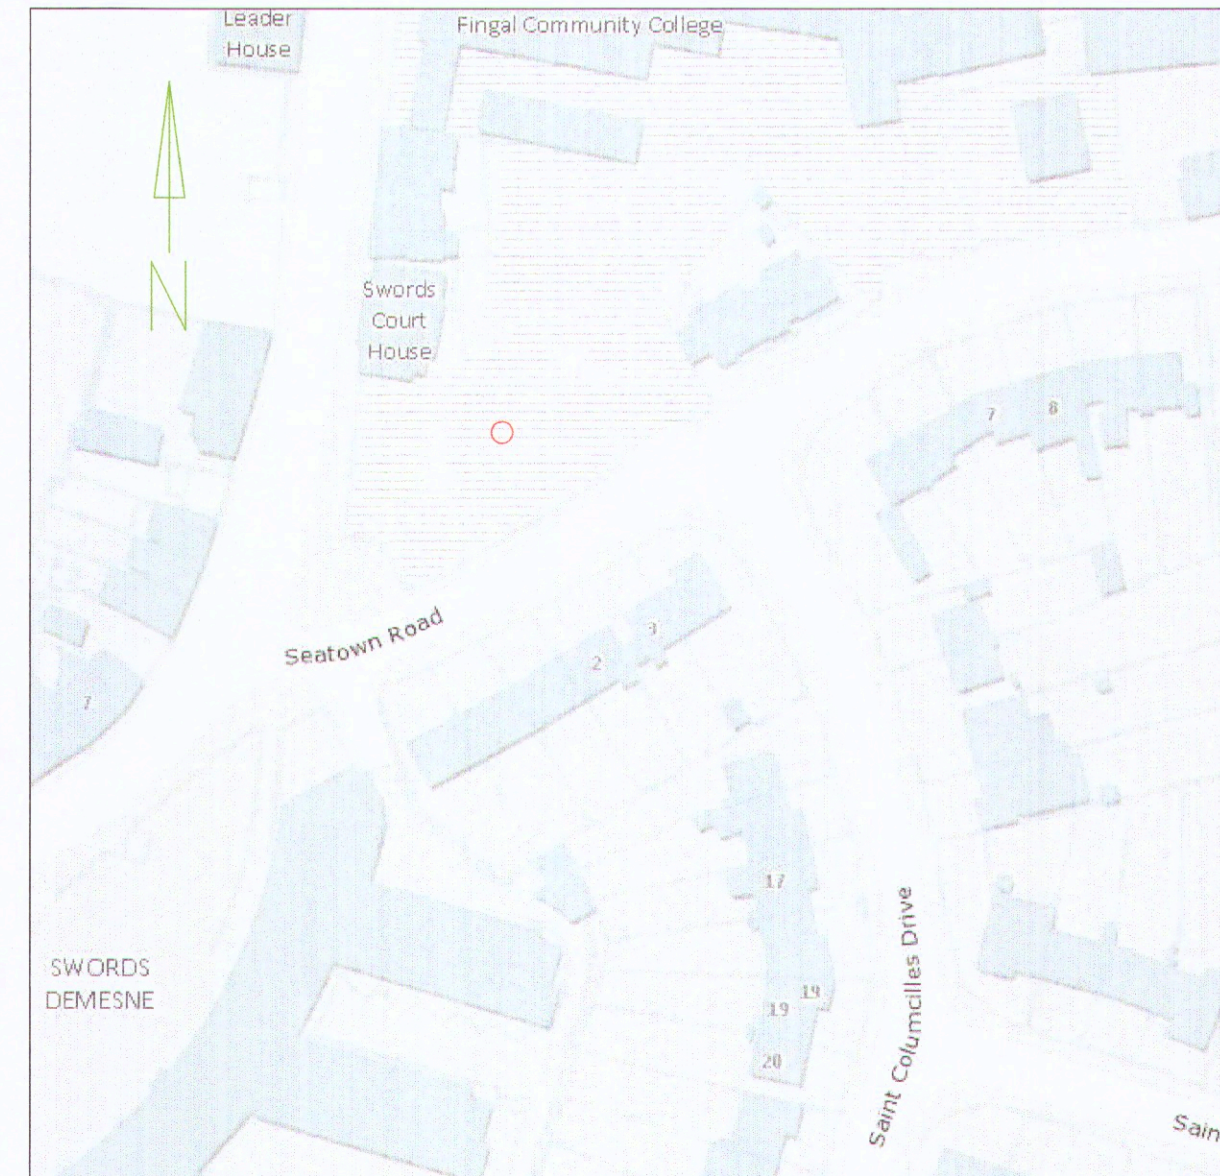 Leader
House
Fingal Community College
N
Swords
Court
House
7
8
Seatown Road
3
2
7
17
SWORDS
DEMESNE
19
19
20
Saint Columcilles Drive
Sain